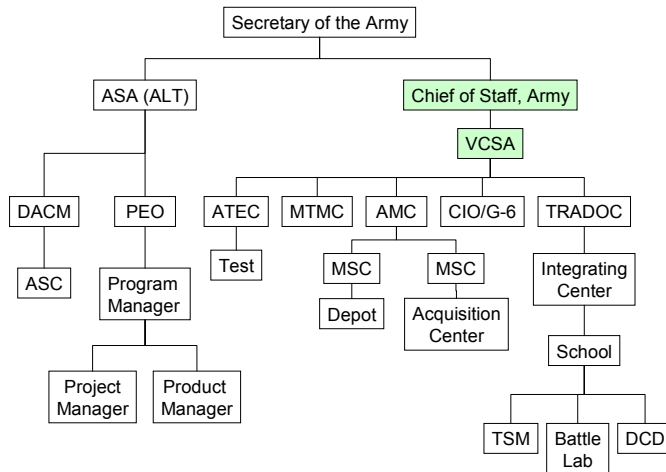 Secretary of the Army
ASA (ALT)
Chief of Staff, Army
VCSA
DACM
PEO
ATEC
MTMC
AMC
CIO/G-6
TRADOC
ASC
Program
Manager
Test
MSC
MSC
Integrating
Center
Depot
Acquisition
Center
School
Project
Manager
Product
Manager
TSM
Battle
Lab
DCD